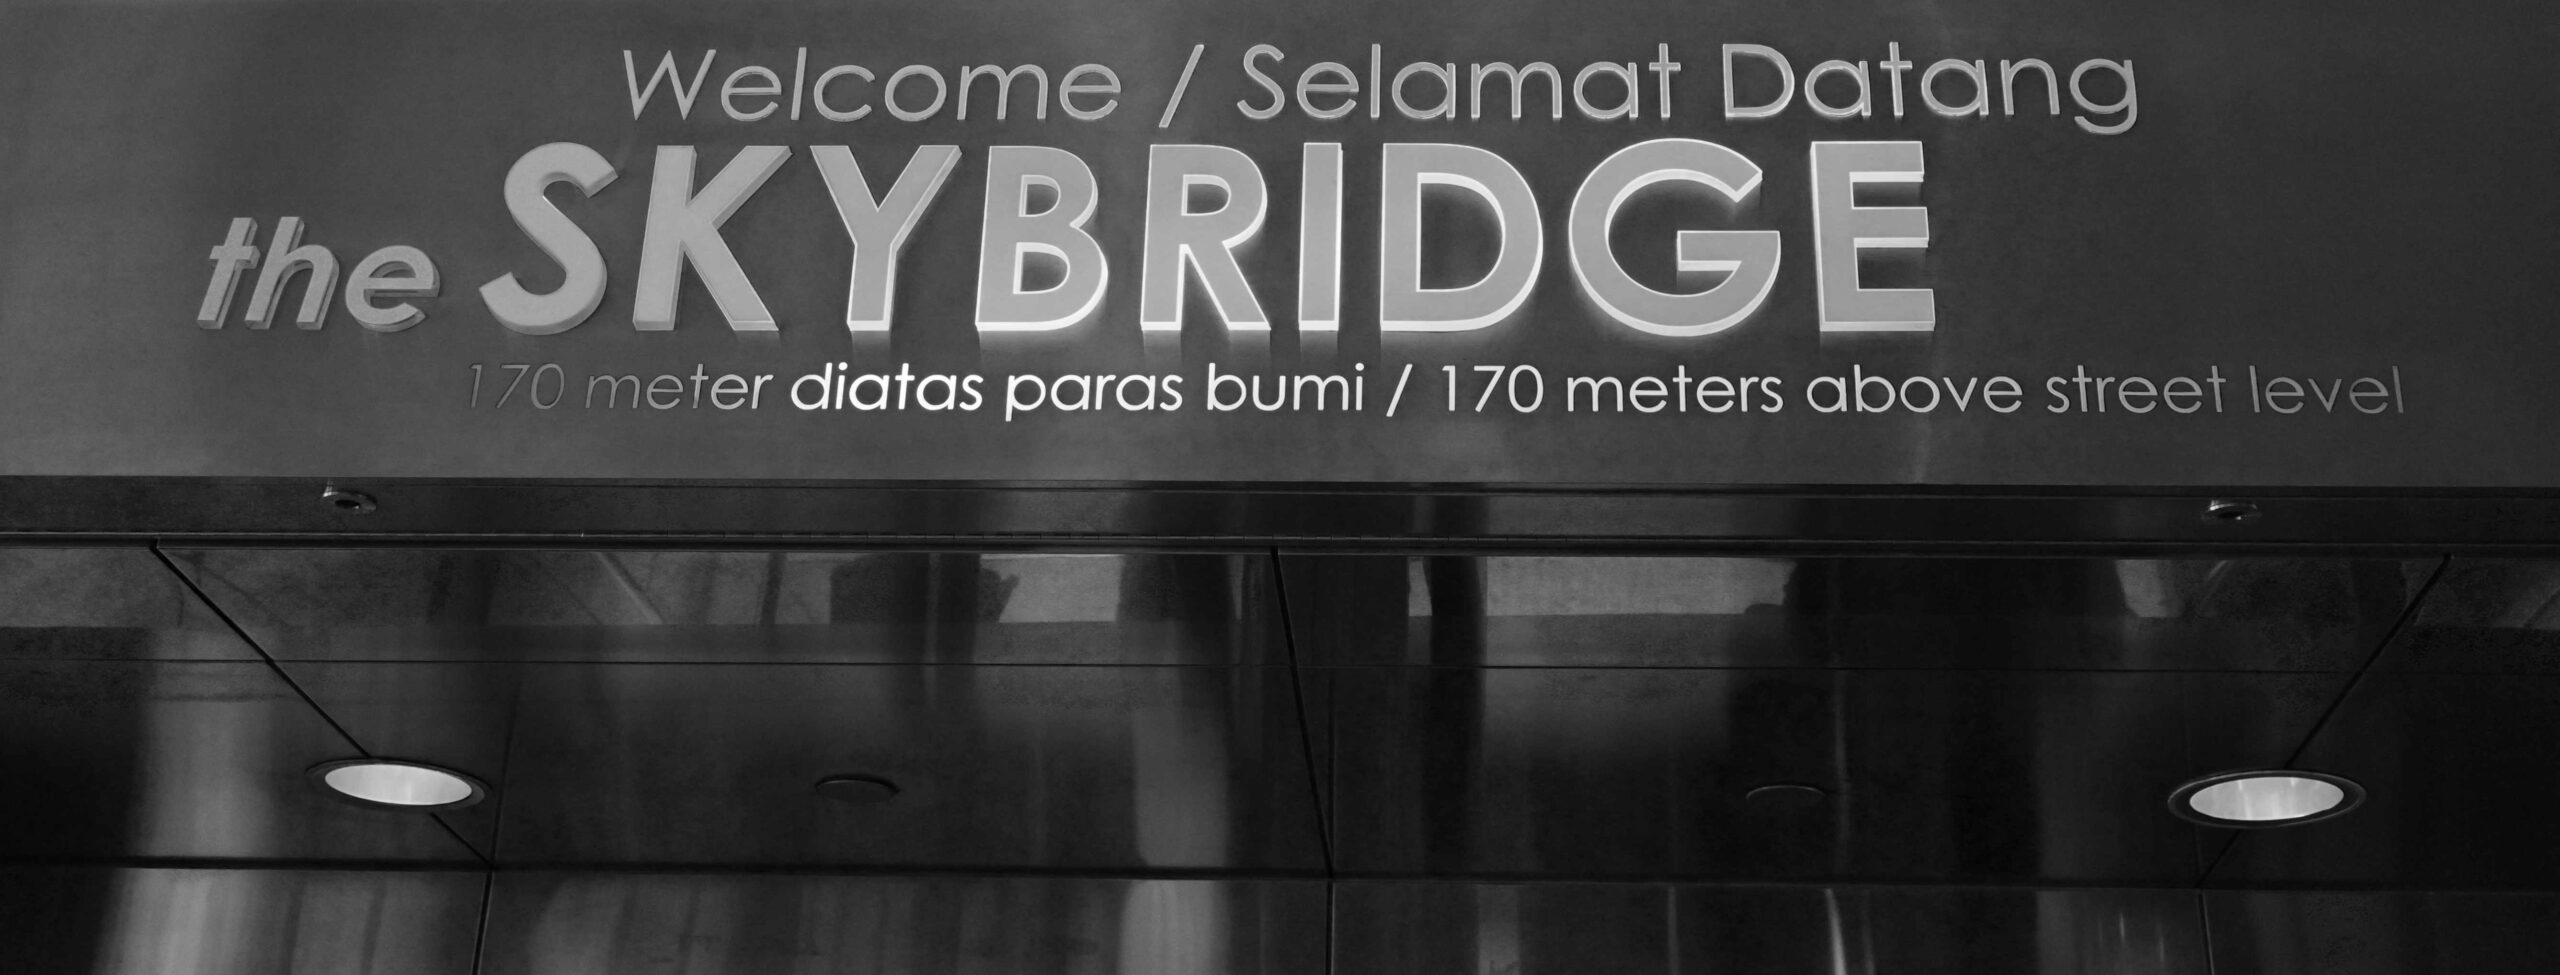 Welcome / Selamat Datang
the SKYBRIDGE
170 meter diatas paras bumi / 170 meters above street level